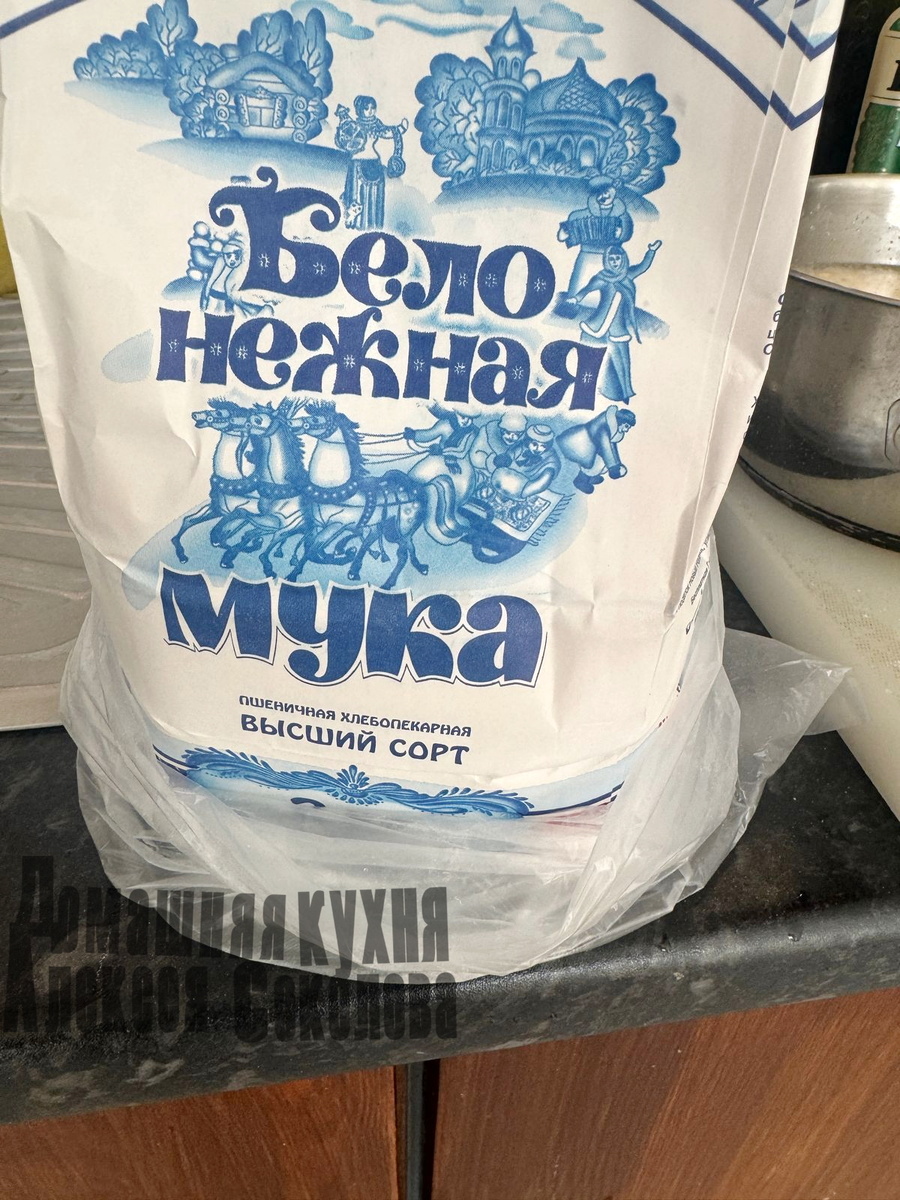 Бело
нежная
мука
пшеничная хлебопекарная
высший сорт
Домашняя кухня
Алексея Соколова